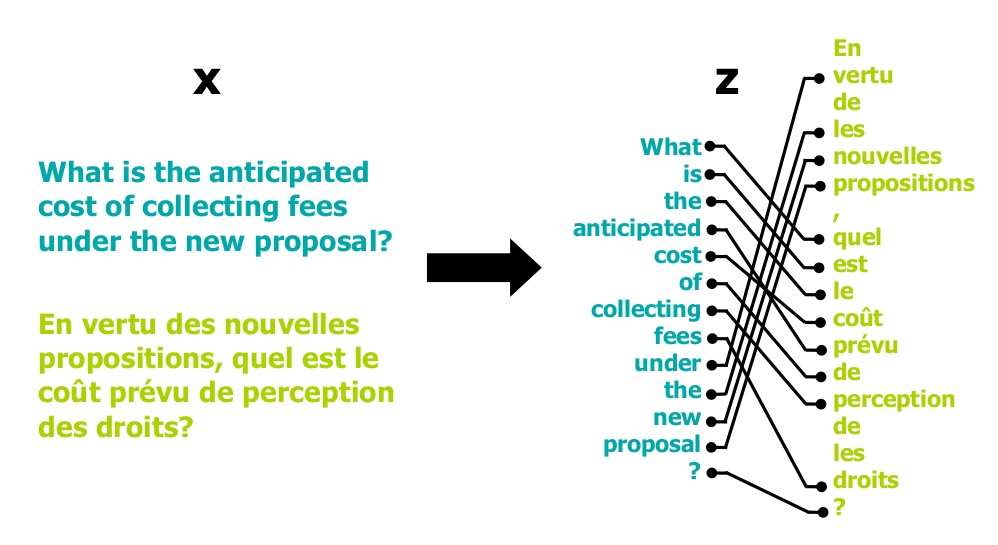 x
What is the anticipated
cost of collecting fees
under the new proposal?
En vertu des nouvelles
propositions, quel est le
coût prévu de perception
des droits?
z
What
is
the
anticipated
cost
of
collecting
fees
under
the
new
proposal
?
En
vertu
de
les
nouvelles
propositions
,
quel
est
le
coût
prévu
de
perception
de
les
droits
?